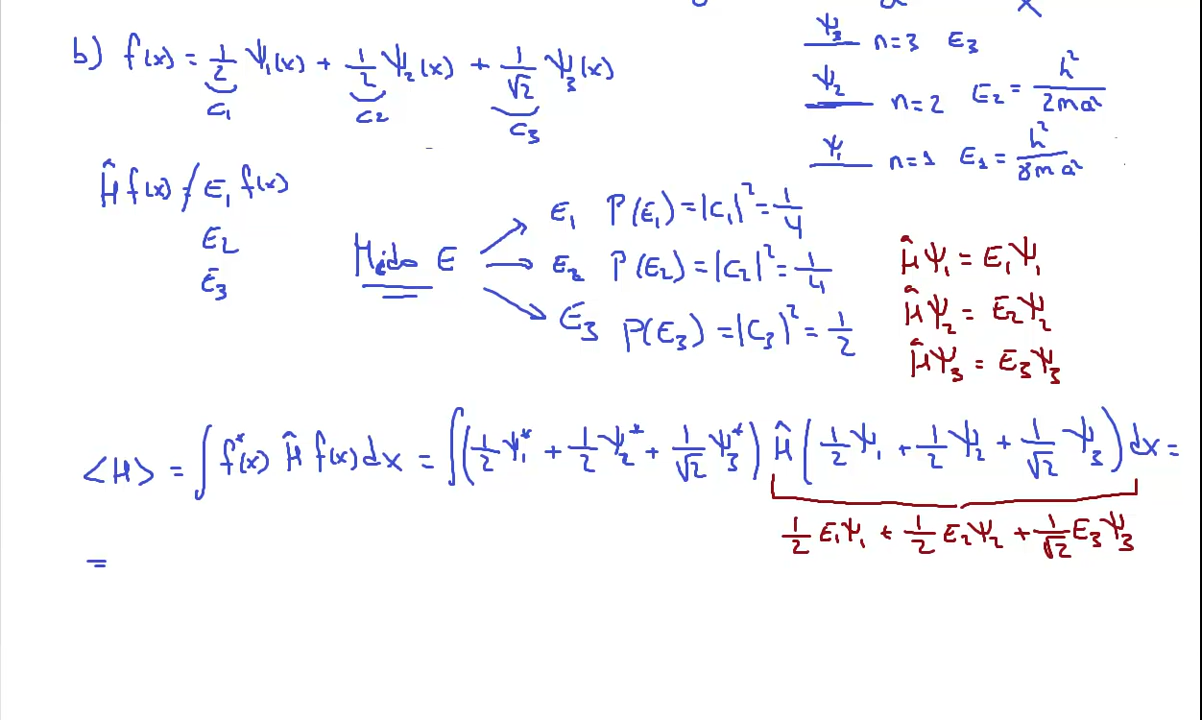 b) f(x) = 1/2 Ψ₁(x) + 1/2 Ψ₂(x) + 1/√2 Ψ₃(x)
c₁ c₂ c₃
Ψ₃ n=3 E₃
Ψ₂ n=2 E₂ = h²/2ma²
Ψ₁ n=1 E₁ = h²/8ma²
Ĥ f(x) ≠ E₁ f(x)
E₂
E₃
Mido E
E₁ P(E₁) = |c₁|² = 1/4
E₂ P(E₂) = |c₂|² = 1/4
E₃ P(E₃) = |c₃|² = 1/2
ĤΨ₁ = E₁Ψ₁
ĤΨ₂ = E₂Ψ₂
ĤΨ₃ = E₃Ψ₃
<H> = ∫ f*(x) Ĥ f(x) dx = ∫ (1/2 Ψ₁* + 1/2 Ψ₂* + 1/√2 Ψ₃*) Ĥ (1/2 Ψ₁ + 1/2 Ψ₂ + 1/√2 Ψ₃) dx =
1/2 E₁Ψ₁ + 1/2 E₂Ψ₂ + 1/√2 E₃Ψ₃
=